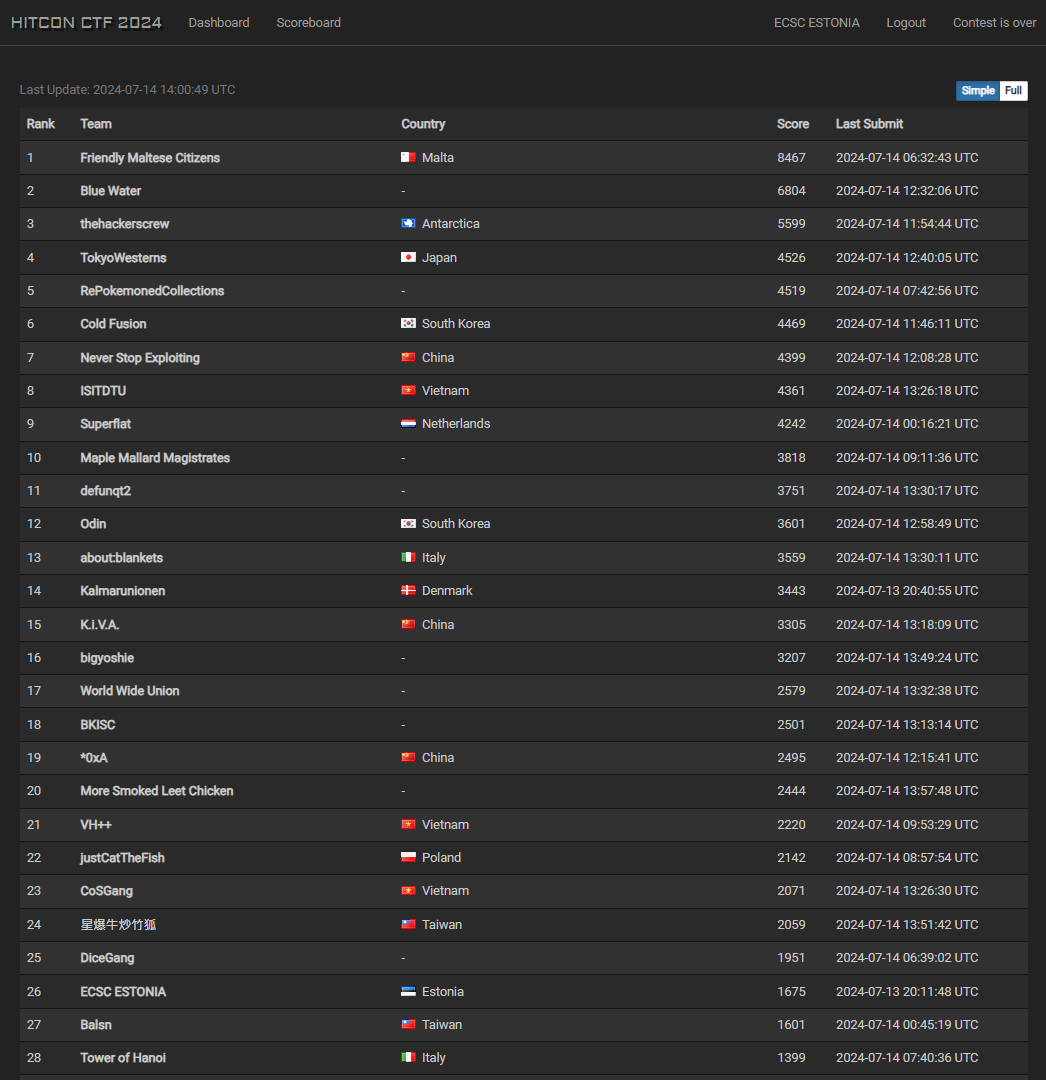 HITCON CTF 2024 Dashboard Scoreboard ECSC ESTONIA Logout Contest is over
Last Update: 2024-07-14 14:00:49 UTC Simple Full
Rank Team Country Score Last Submit
1 Friendly Maltese Citizens Malta 8467 2024-07-14 06:32:43 UTC
2 Blue Water - 6804 2024-07-14 12:32:06 UTC
3 thehackerscrew Antarctica 5599 2024-07-14 11:54:44 UTC
4 TokyoWesterns Japan 4526 2024-07-14 12:40:05 UTC
5 RePokemonedCollections - 4519 2024-07-14 07:42:56 UTC
6 Cold Fusion South Korea 4469 2024-07-14 11:46:11 UTC
7 Never Stop Exploiting China 4399 2024-07-14 12:08:28 UTC
8 ISITDTU Vietnam 4361 2024-07-14 13:26:18 UTC
9 Superflat Netherlands 4242 2024-07-14 00:16:21 UTC
10 Maple Mallard Magistrates - 3818 2024-07-14 09:11:36 UTC
11 defunqt2 - 3751 2024-07-14 13:30:17 UTC
12 Odin South Korea 3601 2024-07-14 12:58:49 UTC
13 about:blankets Italy 3559 2024-07-14 13:30:11 UTC
14 Kalmarunionen Denmark 3443 2024-07-13 20:40:55 UTC
15 K.i.V.A. China 3305 2024-07-14 13:18:09 UTC
16 bigyoshie - 3207 2024-07-14 13:49:24 UTC
17 World Wide Union - 2579 2024-07-14 13:32:38 UTC
18 BKISC - 2501 2024-07-14 13:13:14 UTC
19 *0xA China 2495 2024-07-14 12:15:41 UTC
20 More Smoked Leet Chicken - 2444 2024-07-14 13:57:48 UTC
21 VH++ Vietnam 2220 2024-07-14 09:53:29 UTC
22 justCatTheFish Poland 2142 2024-07-14 08:57:54 UTC
23 CoSGang Vietnam 2071 2024-07-14 13:26:30 UTC
24 星爆牛炒竹狐 Taiwan 2059 2024-07-14 13:51:42 UTC
25 DiceGang - 1951 2024-07-14 06:39:02 UTC
26 ECSC ESTONIA Estonia 1675 2024-07-13 20:11:48 UTC
27 Balsn Taiwan 1601 2024-07-14 00:45:19 UTC
28 Tower of Hanoi Italy 1399 2024-07-14 07:40:36 UTC